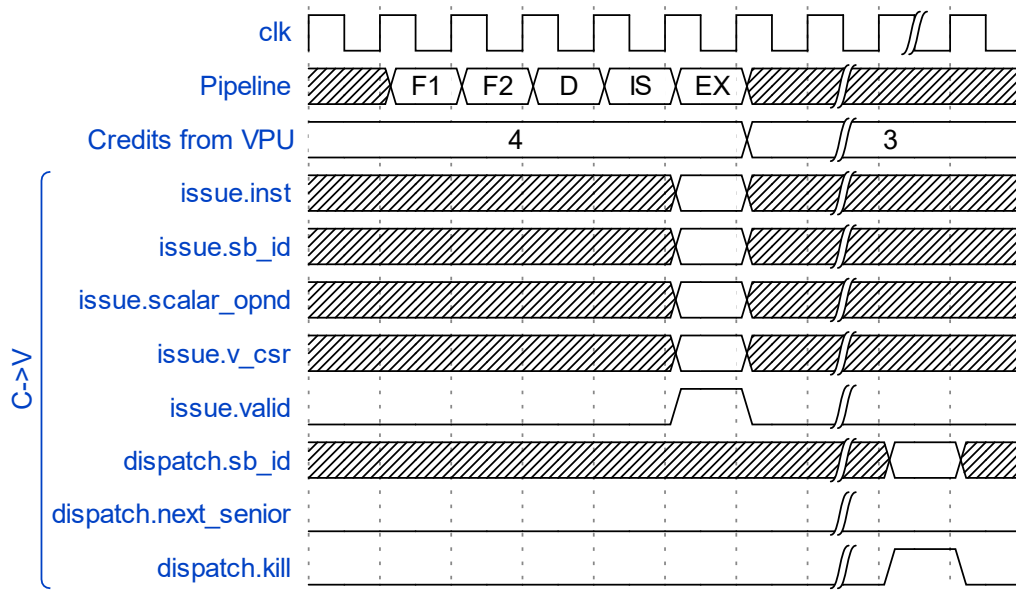 clk
Pipeline F1 F2 D IS EX
Credits from VPU 4 3
C->V
issue.inst
issue.sb_id
issue.scalar_opnd
issue.v_csr
issue.valid
dispatch.sb_id
dispatch.next_senior
dispatch.kill